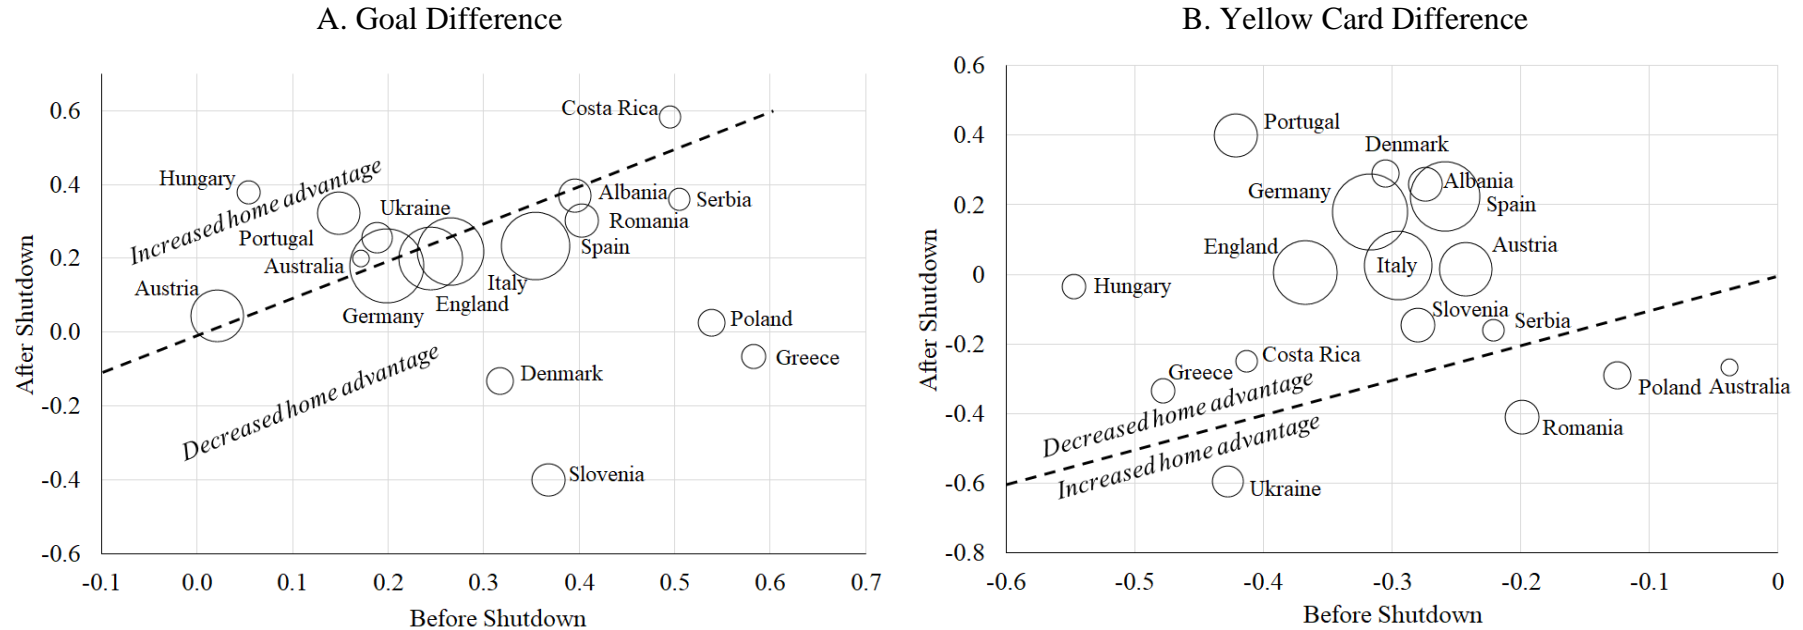 A. Goal Difference
0.6
0.4
0.2
0.0
-0.2
-0.4
-0.6
After Shutdown
Costa Rica
Hungary
Increased home advantage
Albania
Serbia
Ukraine
Romania
Portugal
Spain
Australia
Austria
Italy
England
Germany
Poland
Greece
Decreased home advantage
Denmark
Slovenia
-0.1
0.0
0.1
0.2
0.3
0.4
0.5
0.6
0.7
Before Shutdown
B. Yellow Card Difference
0.6
0.4
0.2
0
-0.2
-0.4
-0.6
-0.8
After Shutdown
Portugal
Denmark
Germany
Albania
Spain
England
Austria
Italy
Hungary
Slovenia
Serbia
Costa Rica
Greece
Decreased home advantage
Poland
Australia
Increased home advantage
Romania
Ukraine
-0.6
-0.5
-0.4
-0.3
-0.2
-0.1
0
Before Shutdown